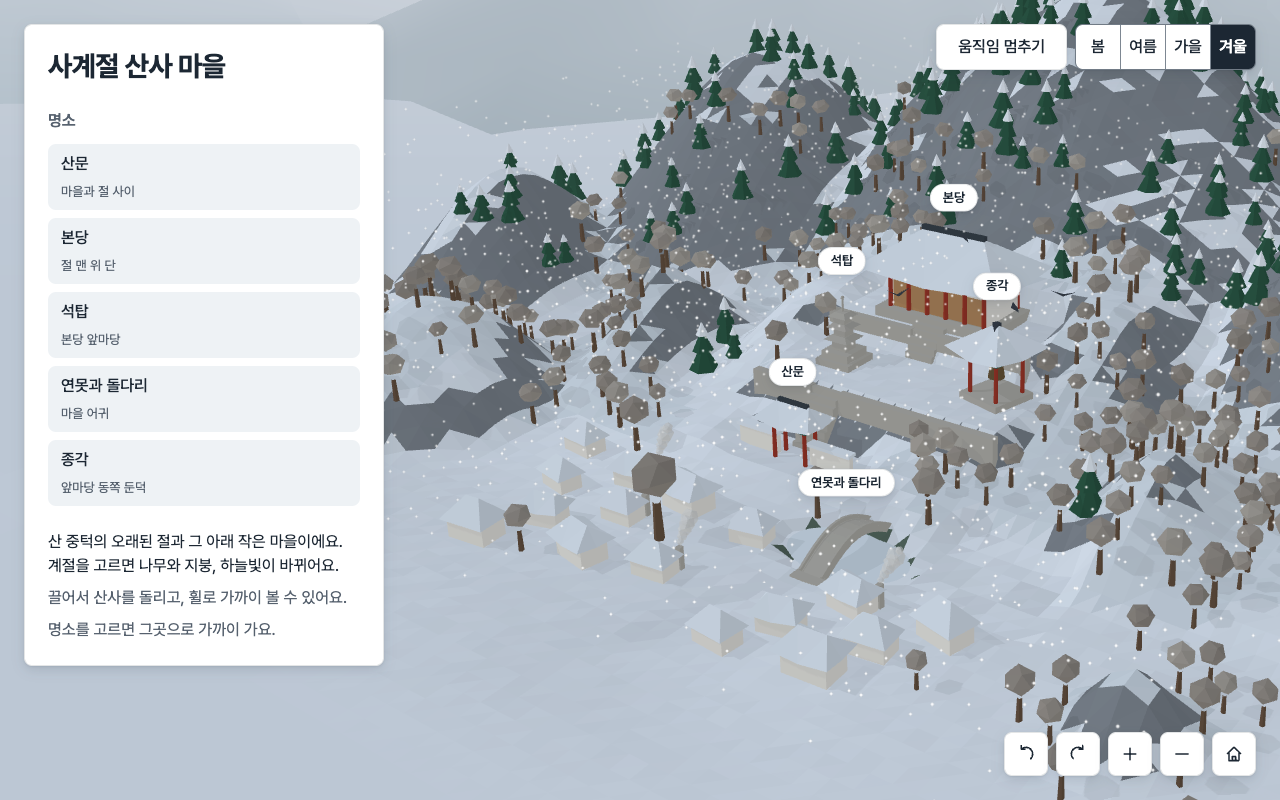 사계절 산사 마을
움직임 멈추기
봄
여름
가을
겨울
명소
산문
마을과 절 사이
본당
절 맨 위 단
석탑
본당 앞마당
연못과 돌다리
마을 어귀
종각
앞마당 동쪽 둔덕
산 중턱의 오래된 절과 그 아래 작은 마을이에요.
계절을 고르면 나무와 지붕, 하늘빛이 바뀌어요.
끌어서 산사를 돌리고, 휠로 가까이 볼 수 있어요.
명소를 고르면 그곳으로 가까이 가요.
본당
석탑
종각
산문
연못과 돌다리